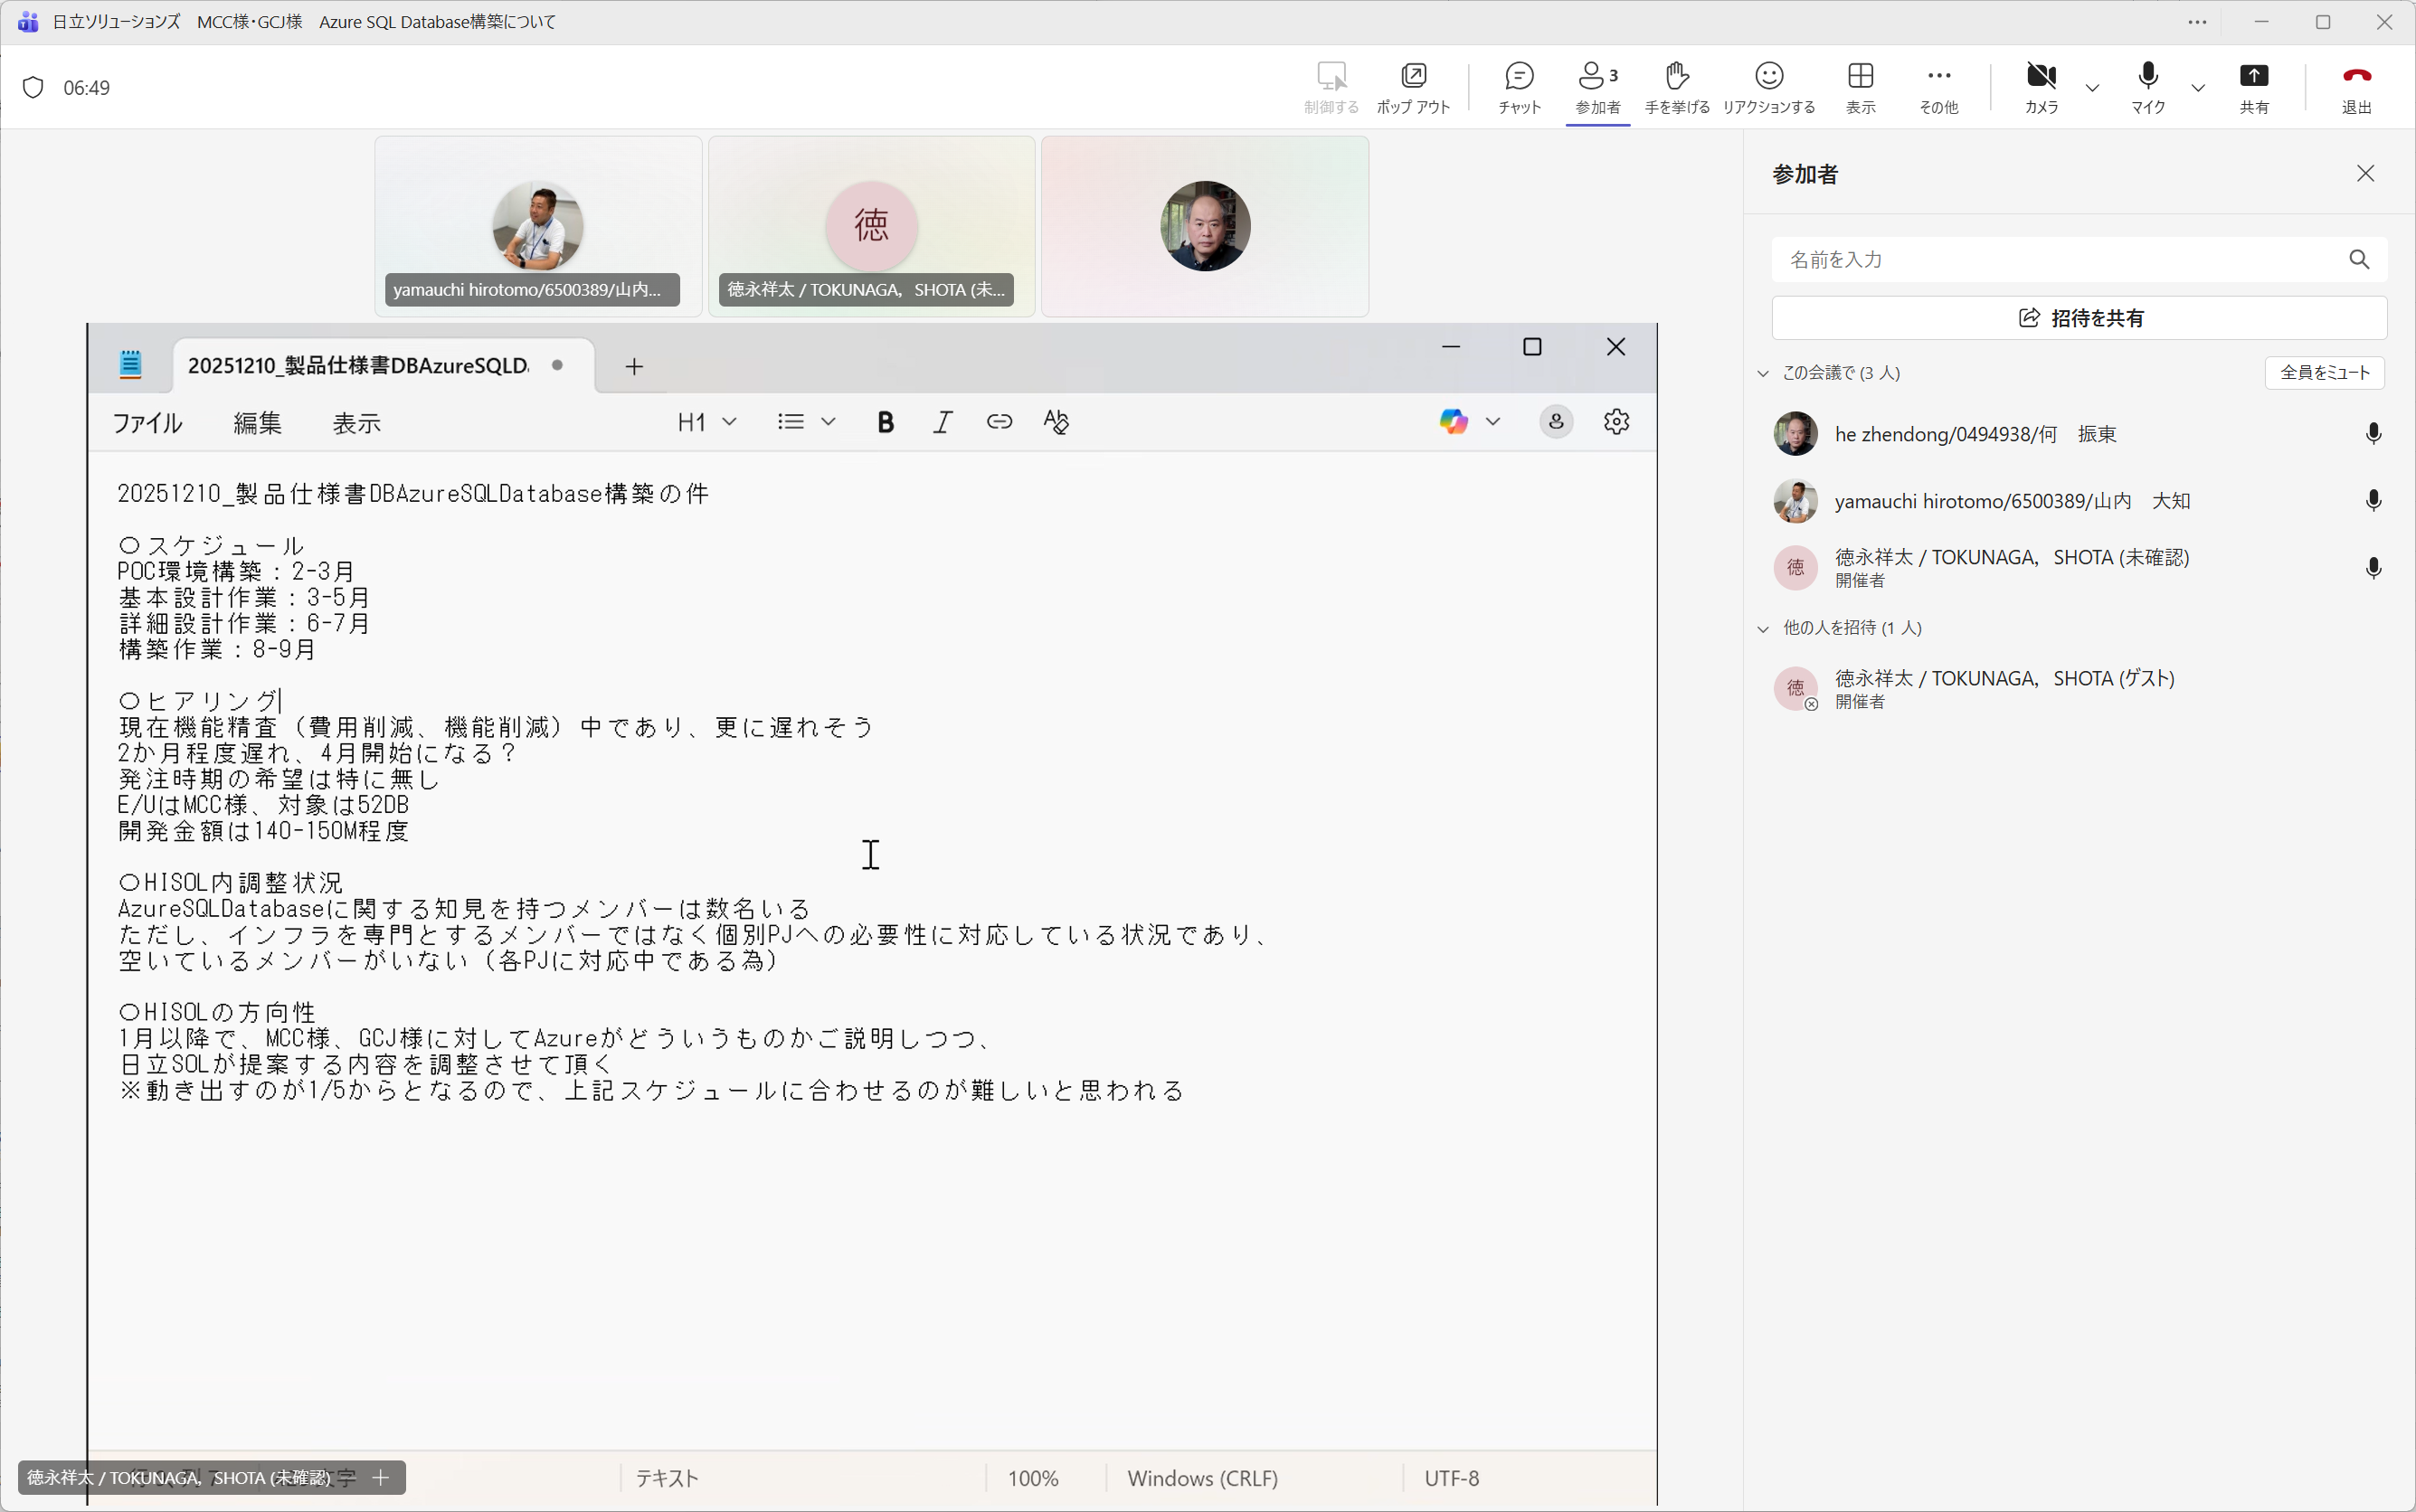 日立ソリューションズ　MCC様・GCJ様　Azure SQL Database構築について
06:49
制御する
ポップ アウト
チャット
3
参加者
手を挙げる
リアクションする
表示
その他
カメラ
マイク
共有
退出
yamauchi hirotomo/6500389/山内...
徳
徳永祥太 / TOKUNAGA，SHOTA (未...
20251210_製品仕様書DBAzureSQLD
ファイル
編集
表示
H1
B
I
20251210_製品仕様書DBAzureSQLDatabase構築の件
〇スケジュール
POC環境構築：2-3月
基本設計作業：3-5月
詳細設計作業：6-7月
構築作業：8-9月
〇ヒアリング
現在機能精査（費用削減、機能削減）中であり、更に遅れそう
2か月程度遅れ、4月開始になる？
発注時期の希望は特に無し
E/UはMCC様、対象は52DB
開発金額は140-150M程度
〇HISOL内調整状況
AzureSQLDatabaseに関する知見を持つメンバーは数名いる
ただし、インフラを専門とするメンバーではなく個別PJへの必要性に対応している状況であり、
空いているメンバーがいない（各PJに対応中である為）
〇HISOLの方向性
1月以降で、MCC様、GCJ様に対してAzureがどういうものかご説明しつつ、
日立SOLが提案する内容を調整させて頂く
※動き出すのが1/5からとなるので、上記スケジュールに合わせるのが難しいと思われる
徳永祥太 / TOKUNAGA，SHOTA (未確認)
テキスト
100%
Windows (CRLF)
UTF-8
参加者
名前を入力
招待を共有
この会議で (3 人)
全員をミュート
he zhendong/0494938/何　振東
yamauchi hirotomo/6500389/山内　大知
徳
徳永祥太 / TOKUNAGA，SHOTA (未確認)
開催者
他の人を招待 (1 人)
徳
徳永祥太 / TOKUNAGA，SHOTA (ゲスト)
開催者